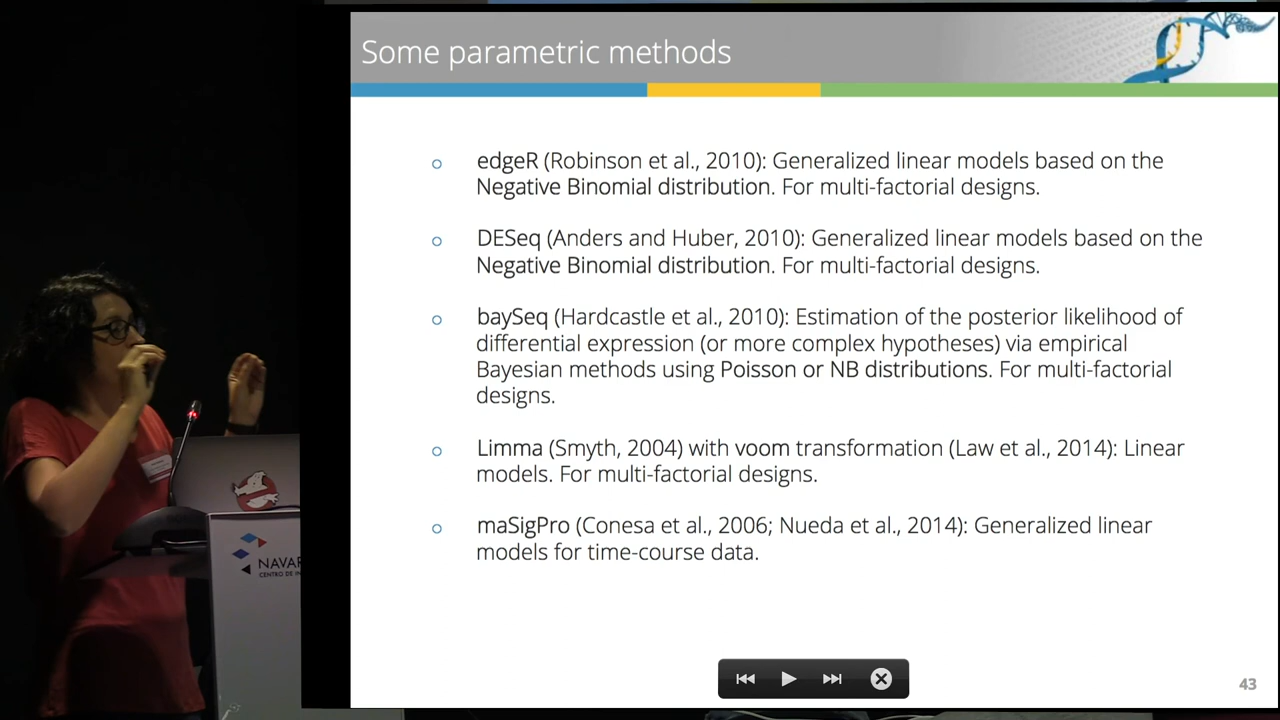 Some parametric methods
edgeR (Robinson et al., 2010): Generalized linear models based on the
Negative Binomial distribution. For multi-factorial designs.
DESeq (Anders and Huber, 2010): Generalized linear models based on the
Negative Binomial distribution. For multi-factorial designs.
baySeq (Hardcastle et al., 2010): Estimation of the posterior likelihood of
differential expression (or more complex hypotheses) via empirical
Bayesian methods using Poisson or NB distributions. For multi-factorial
designs.
Limma (Smyth, 2004) with voom transformation (Law et al., 2014): Linear
models. For multi-factorial designs.
maSigPro (Conesa et al., 2006; Nueda et al., 2014): Generalized linear
models for time-course data.
43
NAVAR
CENTRO DE IN